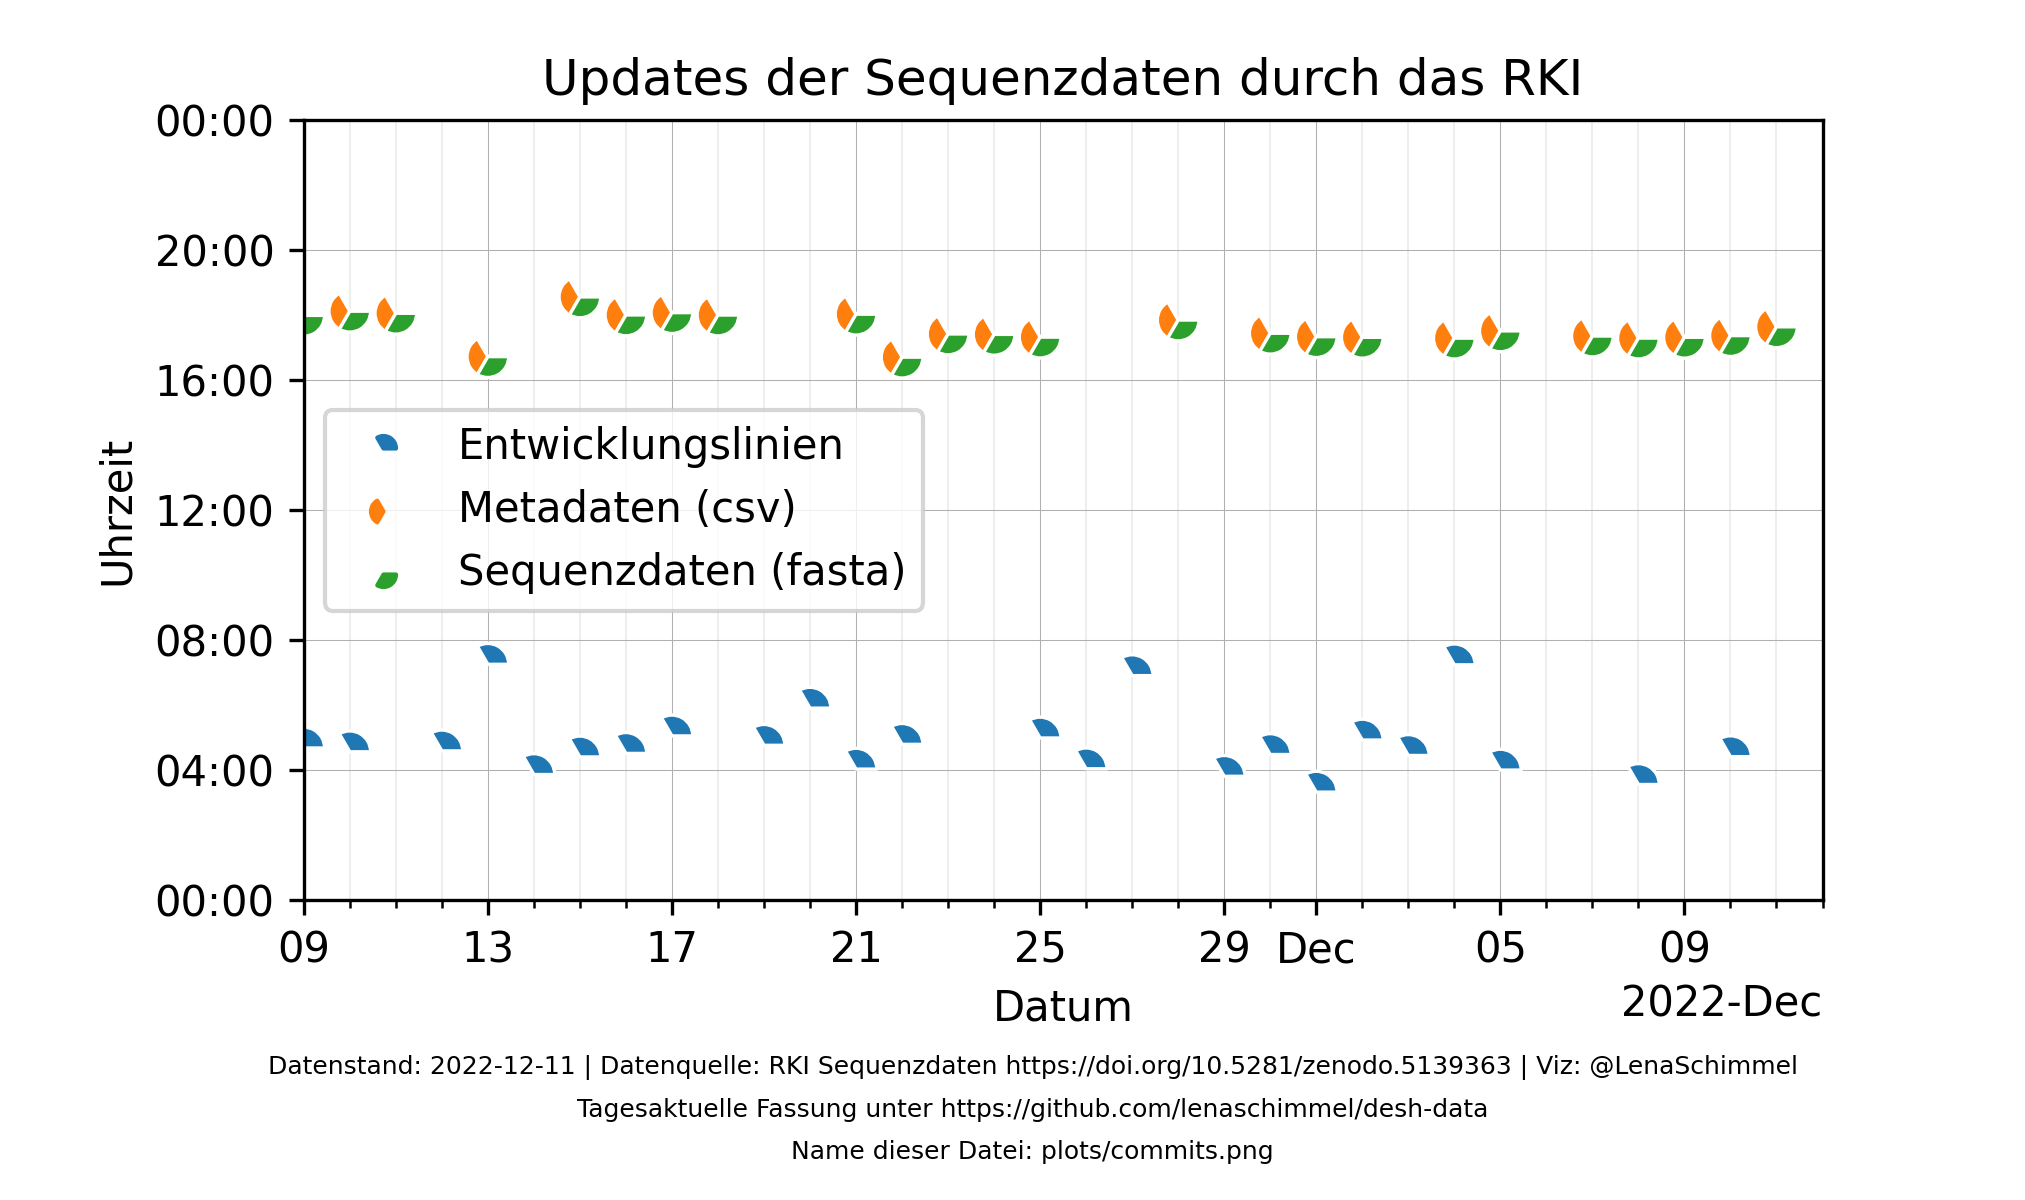 Updates der Sequenzdaten durch das RKI
00:00
20:00
16:00
12:00
08:00
04:00
00:00
Uhrzeit
Entwicklungslinien
Metadaten (csv)
Sequenzdaten (fasta)
09 13 17 21 25 29 Dec 05 09
Datum
2022-Dec
Datenstand: 2022-12-11 | Datenquelle: RKI Sequenzdaten https://doi.org/10.5281/zenodo.5139363 | Viz: @LenaSchimmel
Tagesaktuelle Fassung unter https://github.com/lenaschimmel/desh-data
Name dieser Datei: plots/commits.png